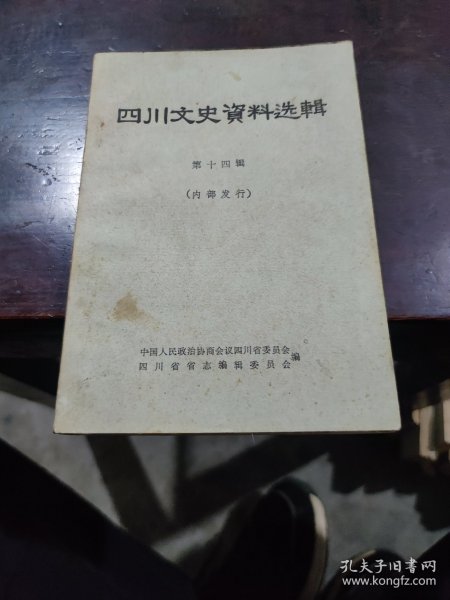 四川文史資料选輯
第十四辑
(内部发行)
中国人民政治协商会议四川省委员会
四川省省志编辑委员会
编
孔夫子旧书网
www.kongfz.com